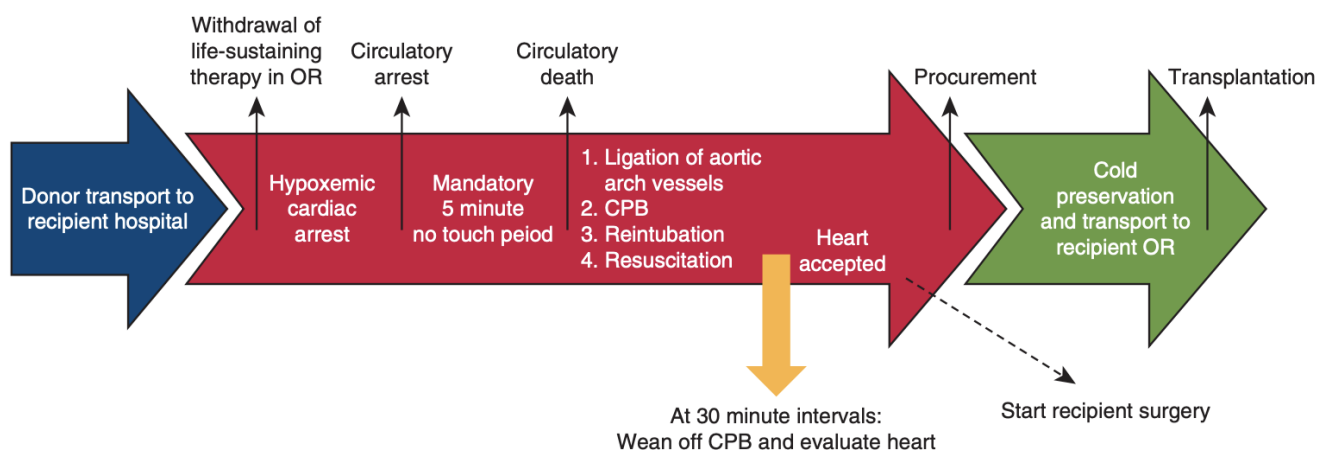 Withdrawal of
life-sustaining
therapy in OR
Circulatory
arrest
Circulatory
death
Procurement
Transplantation
Donor transport to
recipient hospital
Hypoxemic
cardiac
arrest
Mandatory
5 minute
no touch peiod
1. Ligation of aortic
arch vessels
2. CPB
3. Reintubation
4. Resuscitation
Heart
accepted
Cold
preservation
and transport to
recipient OR
At 30 minute intervals:
Wean off CPB and evaluate heart
Start recipient surgery